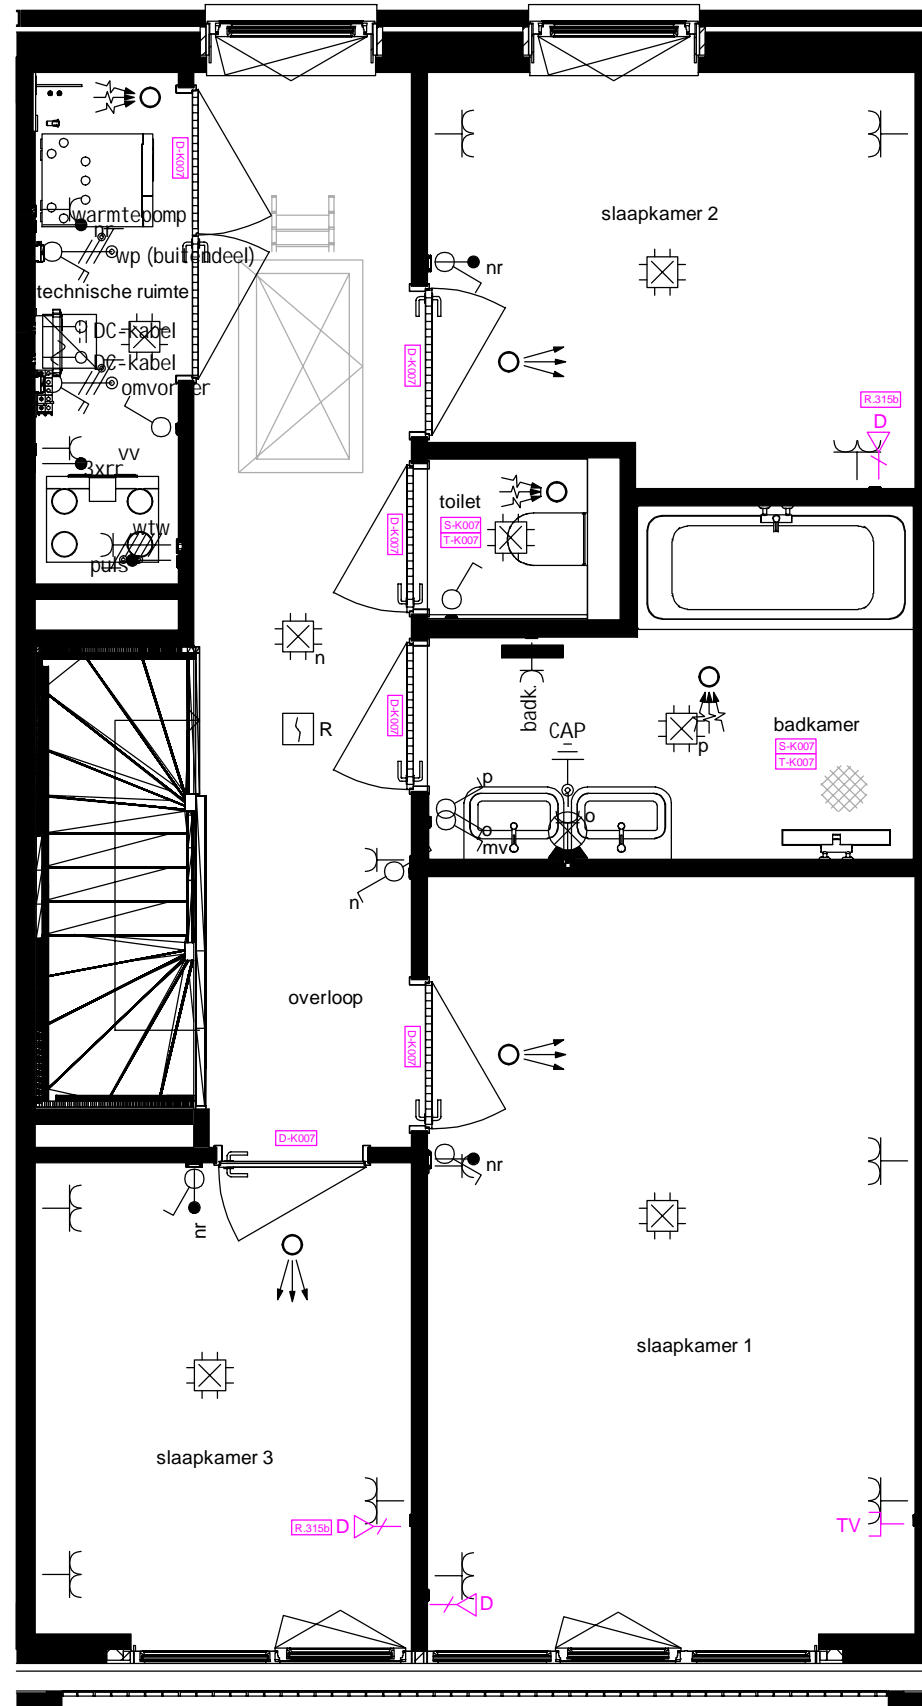 D-K007
slaapkamer 2
warmtepomp
nr
wp (buitendeel)
nr
technische ruimte
DC-kabel
DC-kabel
omvormer
D-K007
R.315b
D
vv
3xrr
toilet
S-K007
T-K007
D-K007
wtw
puls
n
R
D-K007
badk.
CAP
p
badkamer
S-K007
T-K007
p
o
o
mv
n
overloop
D-K007
D-K007
nr
nr
slaapkamer 1
slaapkamer 3
R.315b
D
TV
D